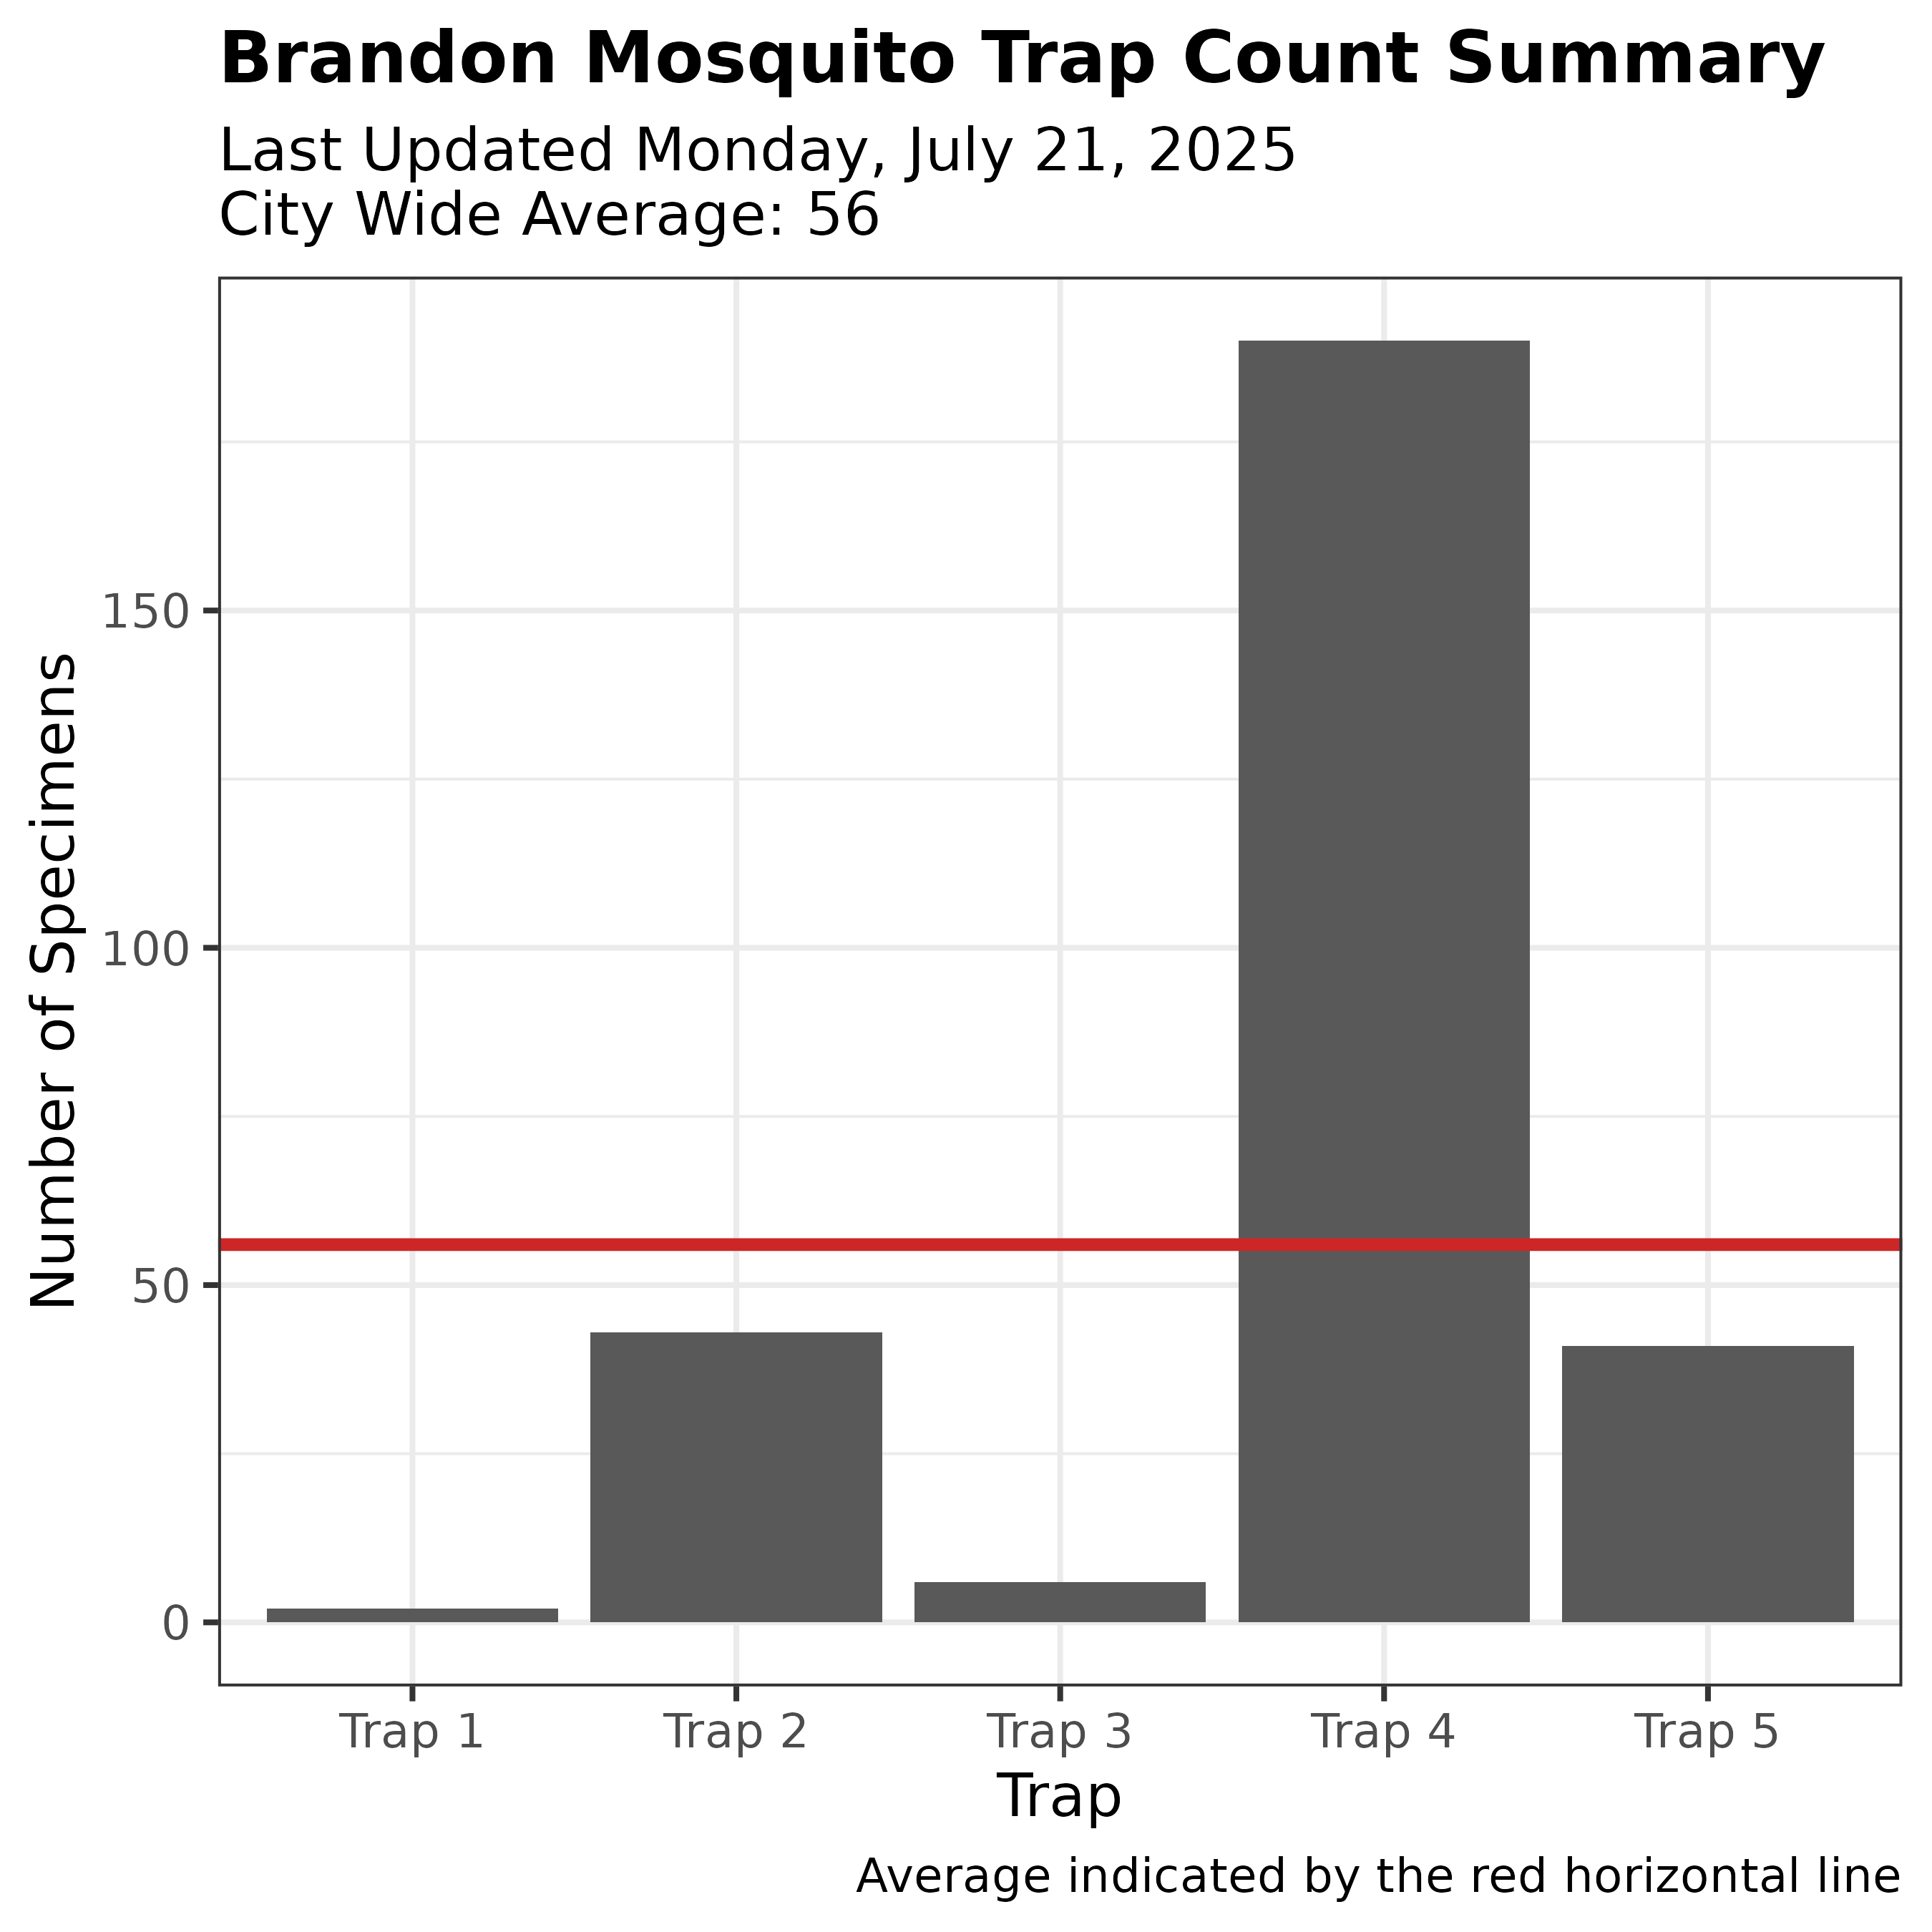 Brandon Mosquito Trap Count Summary
Last Updated Monday, July 21, 2025
City Wide Average: 56
Number of Specimens
150
100
50
0
Trap 1
Trap 2
Trap 3
Trap 4
Trap 5
Trap
Average indicated by the red horizontal line